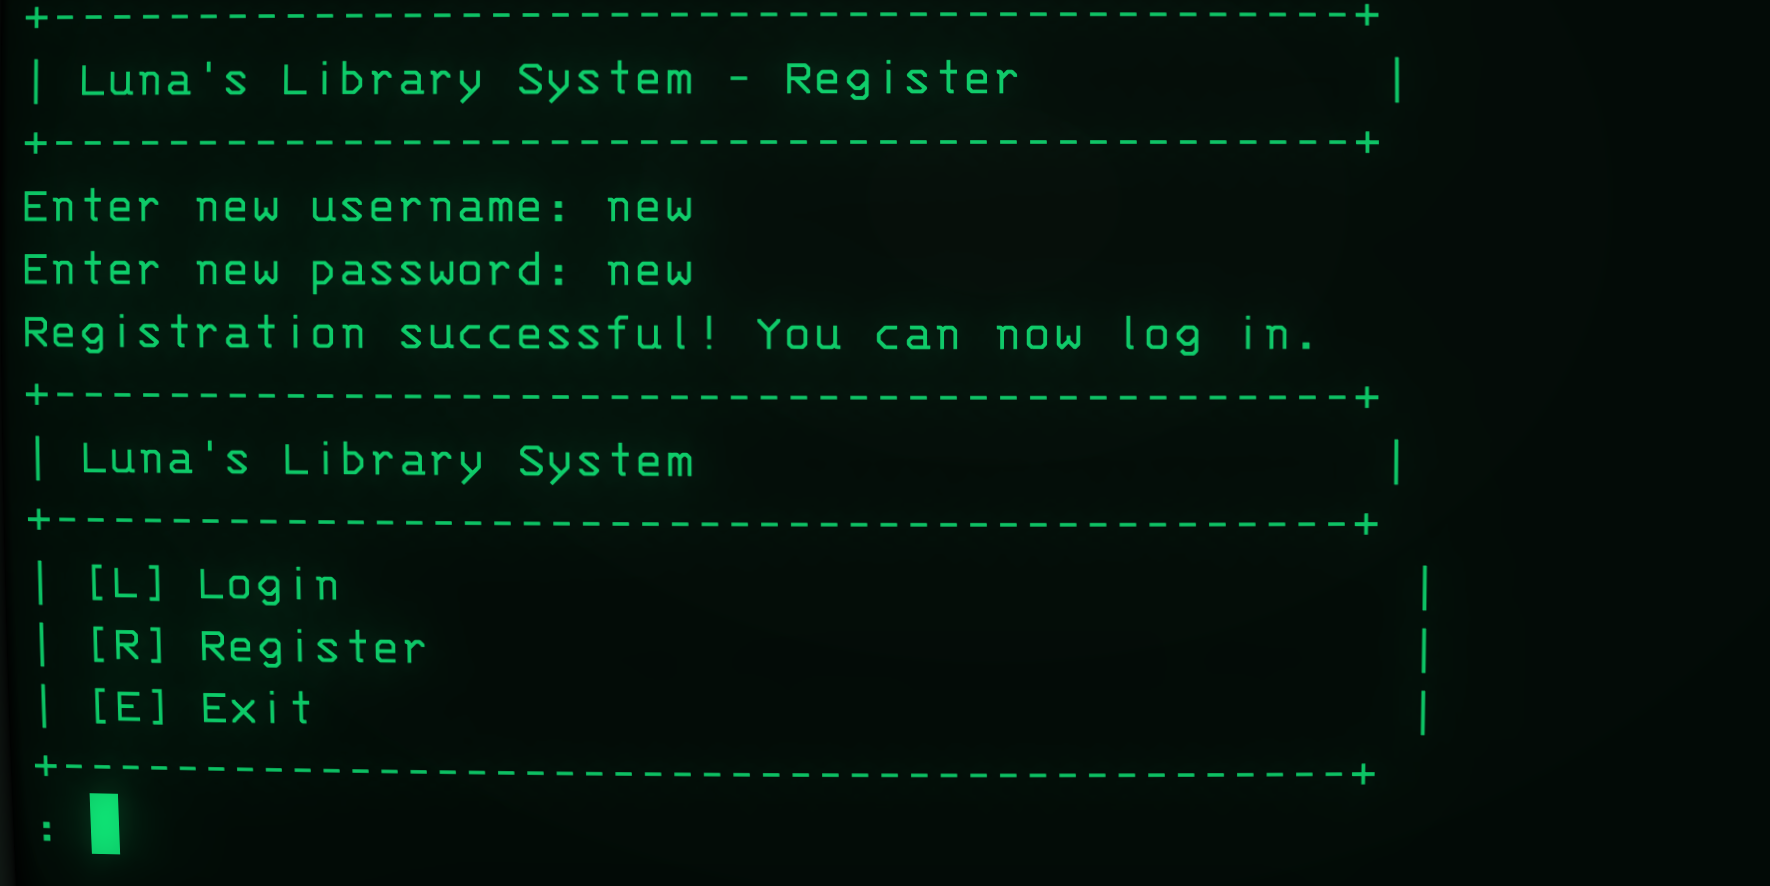 +----------------------------------------------+
| Luna's Library System - Register             |
+----------------------------------------------+
Enter new username: new
Enter new password: new
Registration successful! You can now log in.
+----------------------------------------------+
| Luna's Library System                        |
+----------------------------------------------+
| [L] Login                                     |
| [R] Register                                  |
| [E] Exit                                      |
+----------------------------------------------+
: